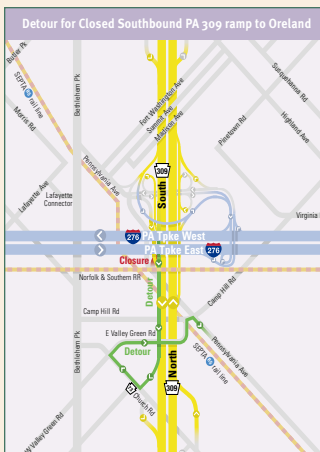 Detour for Closed Southbound PA 309 ramp to Oreland
Butler Pk
SEPTA S rail line
Morris Rd
Bethlehem Pk
Fort Washington Ave
Summit Ave
Madison Ave
Susquehanna Rd
Highland Ave
Pinetown Rd
Pennsylvania Ave
309
South
Lafayette Ave
Lafayette
Connector
Virginia
276 PA Tpke West
PA Tpke East 276
Closure
Norfolk & Southern RR
Detour
Camp Hill Rd
Camp Hill Rd
E Valley Green Rd
Detour
Bethlehem Pk
North
Pennsylvania Ave
SEPTA S rail line
309
Church Rd
W Valley Green Rd